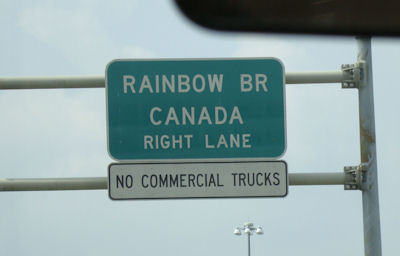 RAINBOW BR
CANADA
RIGHT LANE
NO COMMERCIAL TRUCKS